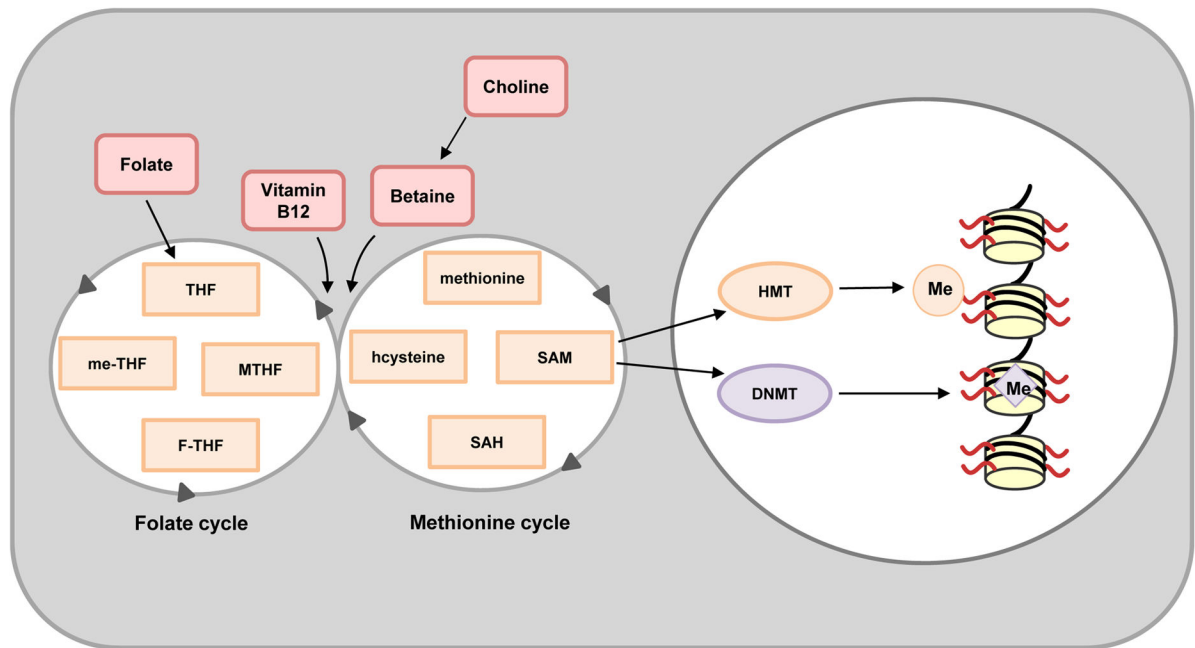 Choline
Folate
Vitamin
B12
Betaine
THF
me-THF
MTHF
F-THF
Folate cycle
methionine
hcysteine
SAM
SAH
Methionine cycle
HMT
Me
DNMT
Me